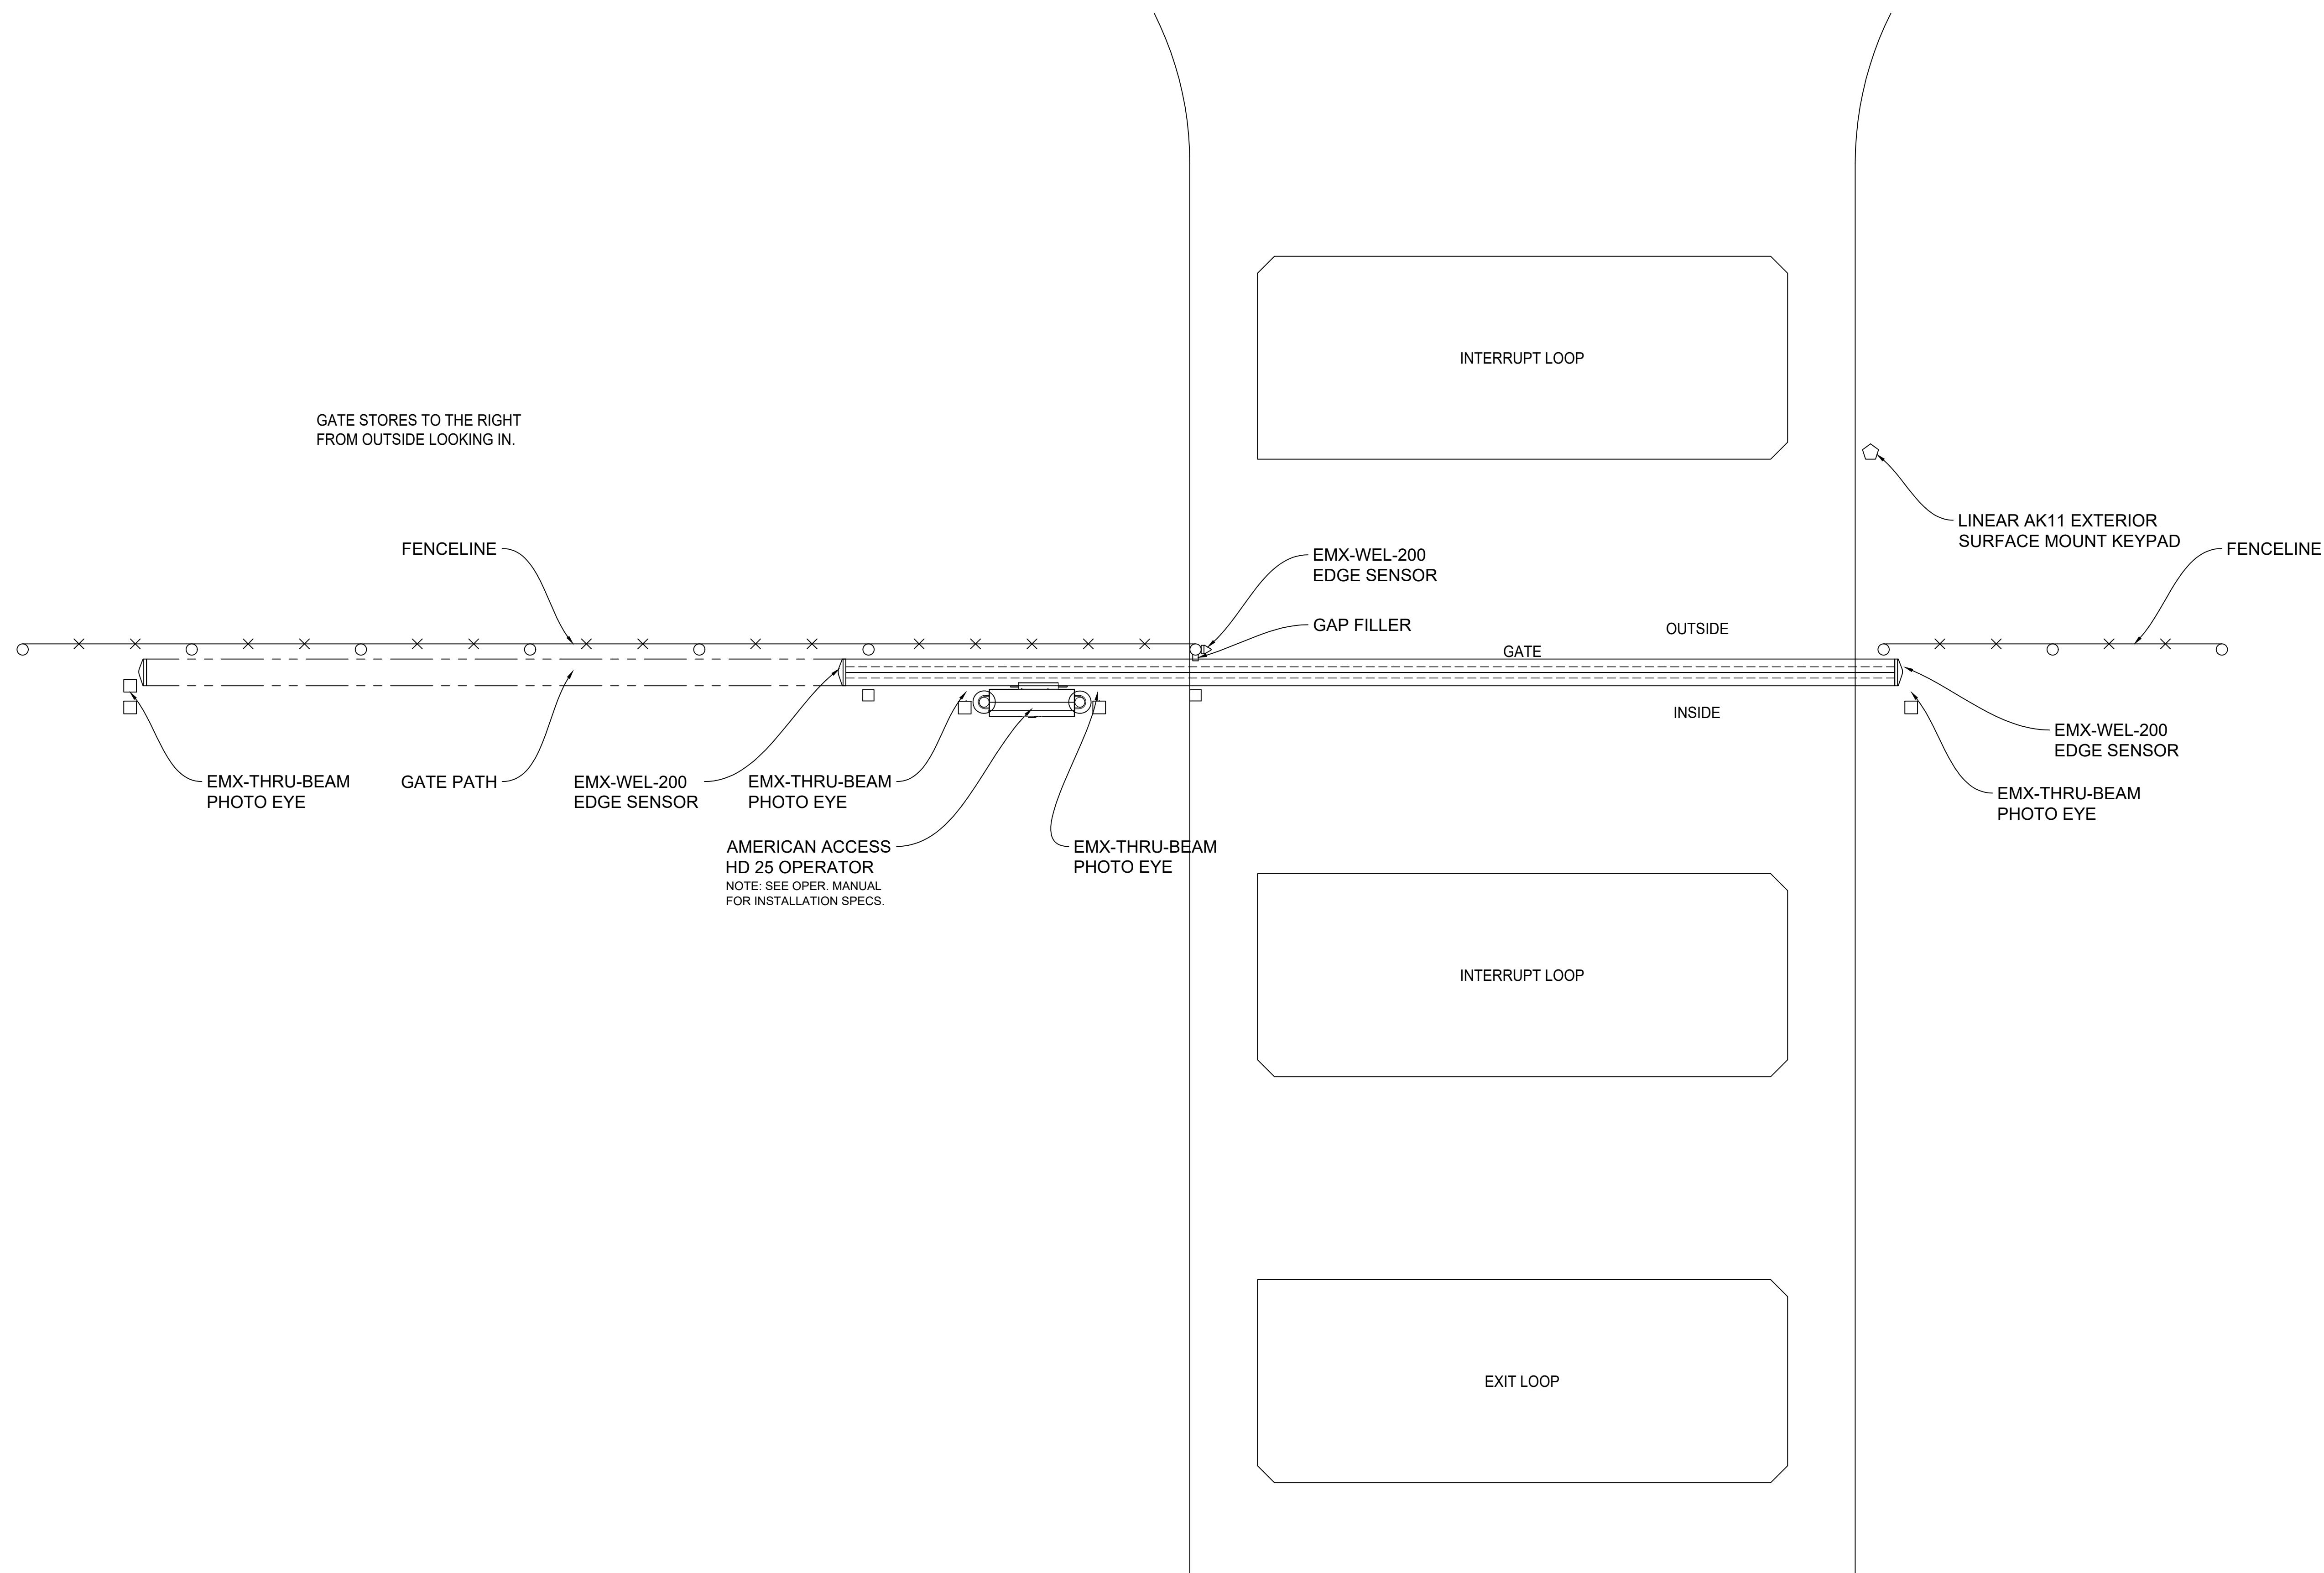 INTERRUPT LOOP
GATE STORES TO THE RIGHT
FROM OUTSIDE LOOKING IN.
LINEAR AK11 EXTERIOR
SURFACE MOUNT KEYPAD
FENCELINE
EMX-WEL-200
EDGE SENSOR
FENCELINE
GAP FILLER
OUTSIDE
GATE
INSIDE
EMX-WEL-200
EDGE SENSOR
EMX-THRU-BEAM
PHOTO EYE
GATE PATH
EMX-WEL-200
EDGE SENSOR
EMX-THRU-BEAM
PHOTO EYE
EMX-THRU-BEAM
PHOTO EYE
AMERICAN ACCESS
HD 25 OPERATOR
NOTE: SEE OPER. MANUAL
FOR INSTALLATION SPECS.
EMX-THRU-BEAM
PHOTO EYE
INTERRUPT LOOP
EXIT LOOP